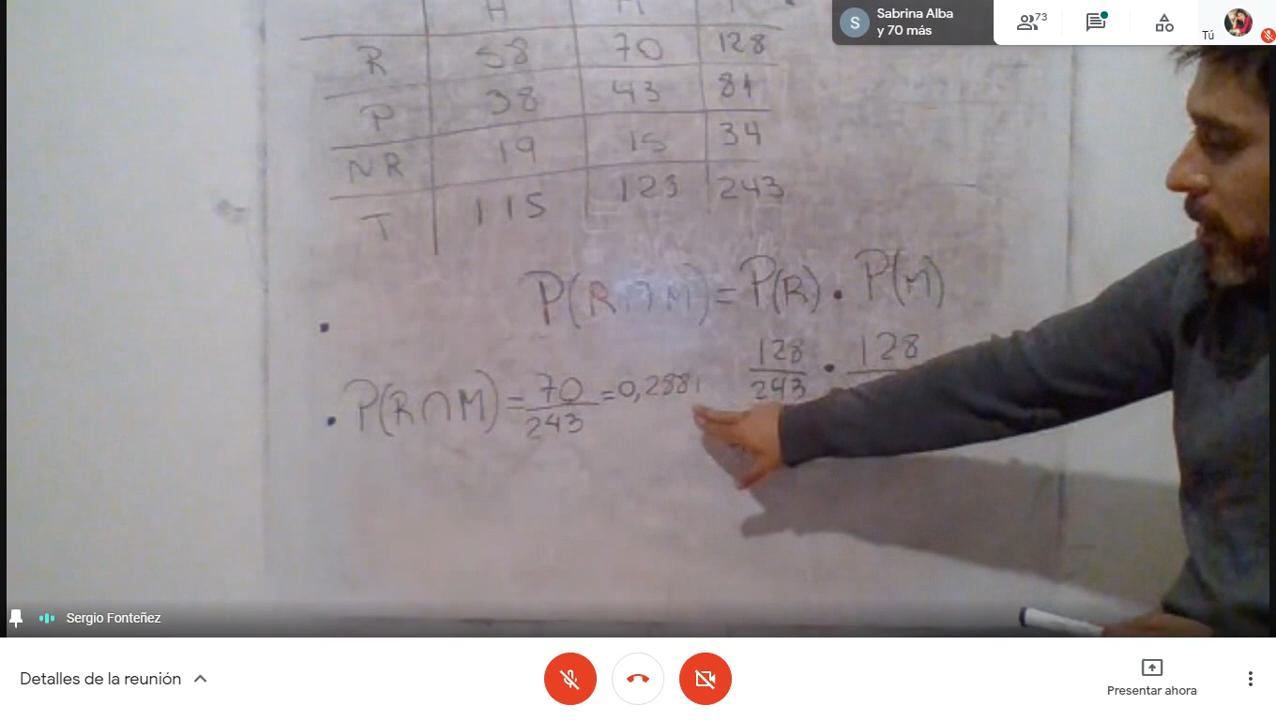 H M T
R 58 70 128
P 38 43 81
NR 19 15 34
T 115 123 243
P(R∩M) = P(R) . P(M)
128/243 . 128
. P(R∩M) = 70/243 = 0,288
Sabrina Alba
y 70 más
73
S
Tú
Sergio Fonteñez
Detalles de la reunión
Presentar ahora